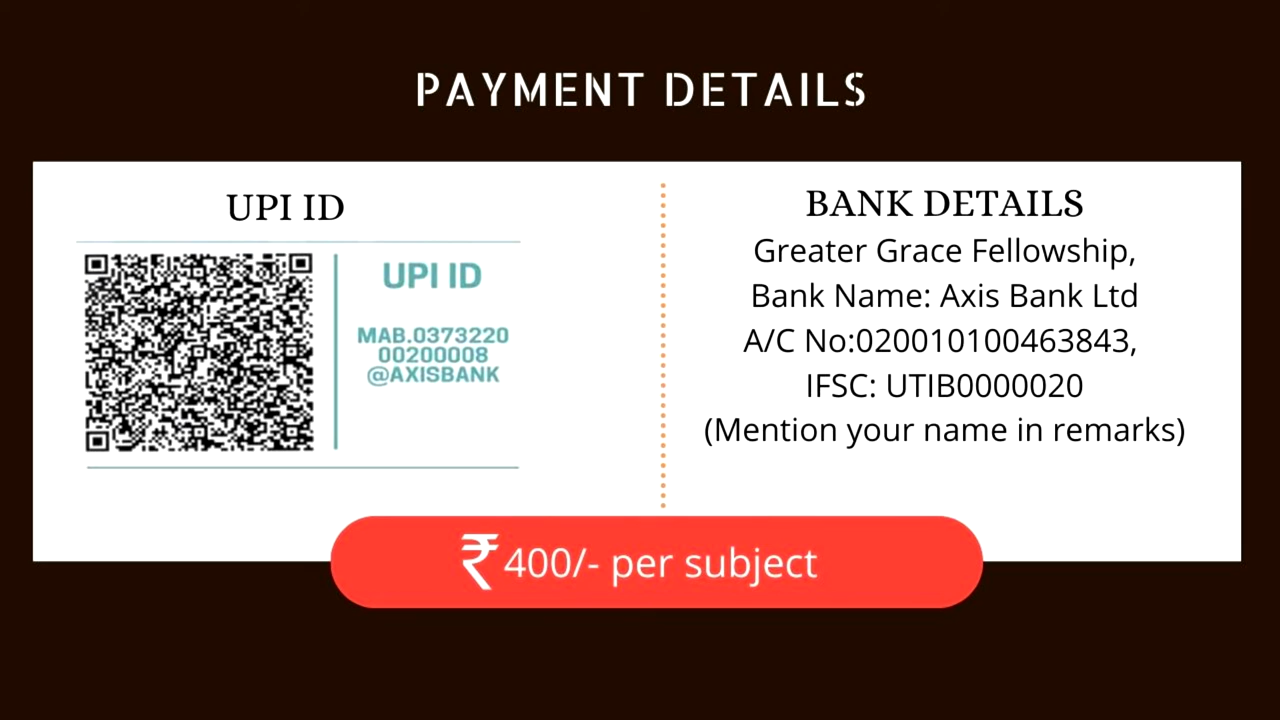 PAYMENT DETAILS
UPI ID
UPI ID
MAB.0373220
00200008
@AXISBANK
BANK DETAILS
Greater Grace Fellowship,
Bank Name: Axis Bank Ltd
A/C No:020010100463843,
IFSC: UTIB0000020
(Mention your name in remarks)
₹400/- per subject